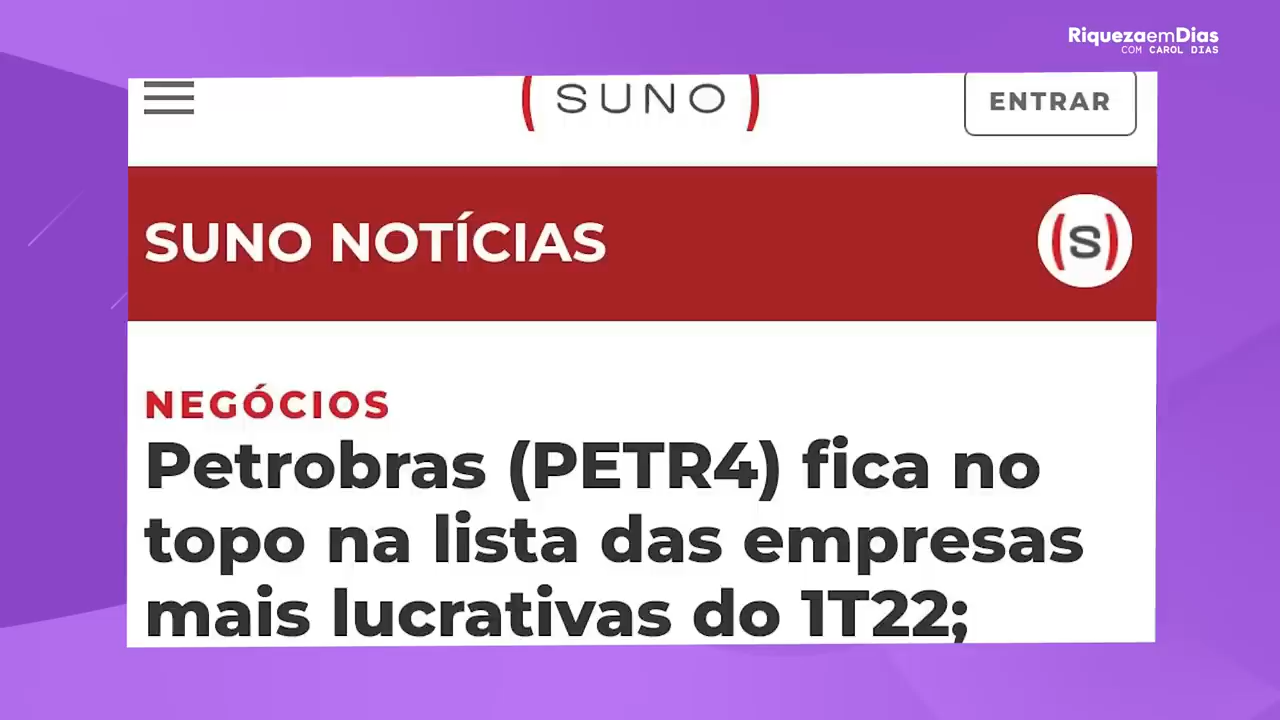 RiquezaemDias
COM CAROL DIAS
( SUNO )
ENTRAR
SUNO NOTÍCIAS
(S)
NEGÓCIOS
Petrobras (PETR4) fica no
topo na lista das empresas
mais lucrativas do 1T22;